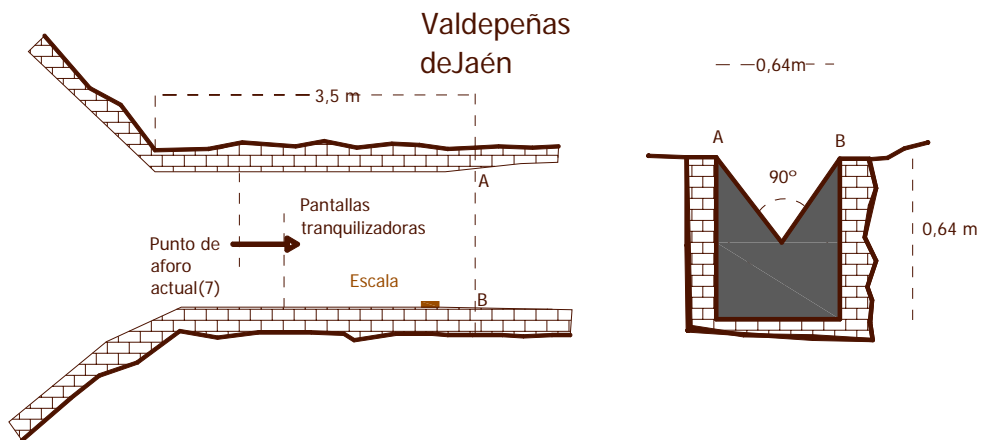 Valdepeñas
deJaén
3,5 m
A
Pantallas
tranquilizadoras
Punto de
aforo
actual(7)
Escala
B
0,64m
A
B
90º
0,64 m